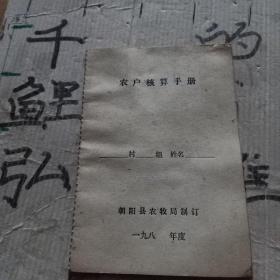 千 的
鲤
弘
农户核算手册
村 组 姓名
朝阳县农牧局制订
一九八 年度